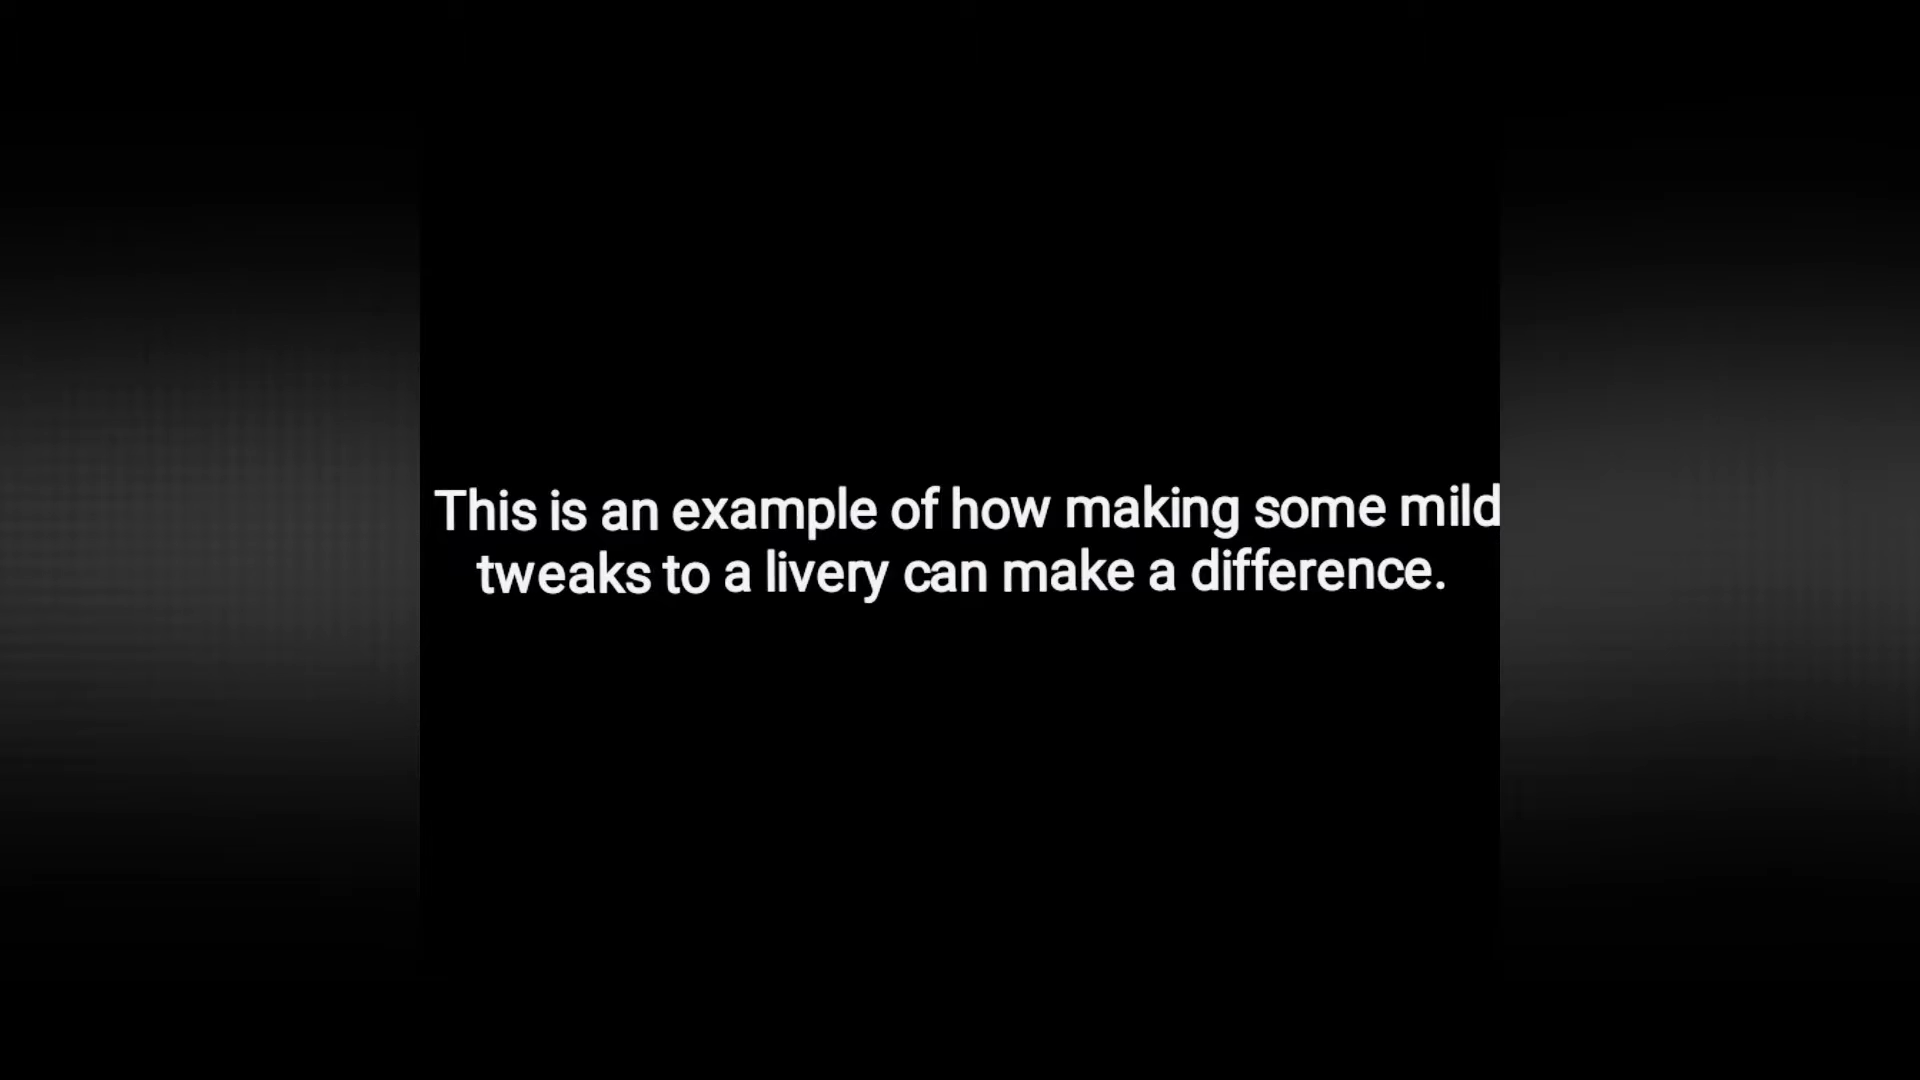 This is an example of how making some mild
tweaks to a livery can make a difference.